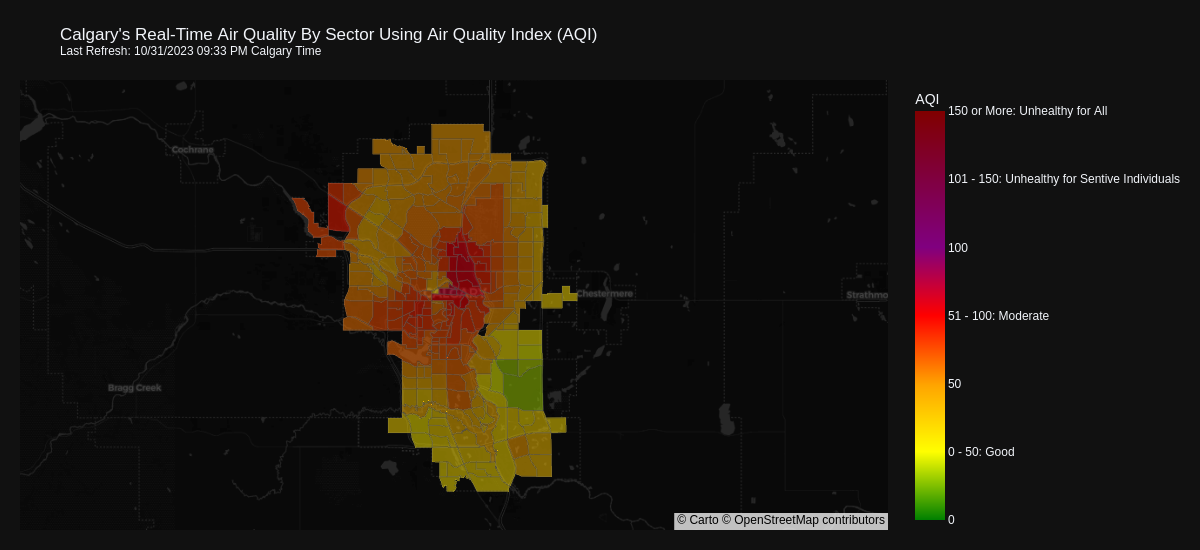 Calgary's Real-Time Air Quality By Sector Using Air Quality Index (AQI)
Last Refresh: 10/31/2023 09:33 PM Calgary Time
AQI
150 or More: Unhealthy for All
Cochrane
101 - 150: Unhealthy for Sentive Individuals
100
Chestermere
Strathmo
51 - 100: Moderate
50
Bragg Creek
0 - 50: Good
0
© Carto © OpenStreetMap contributors